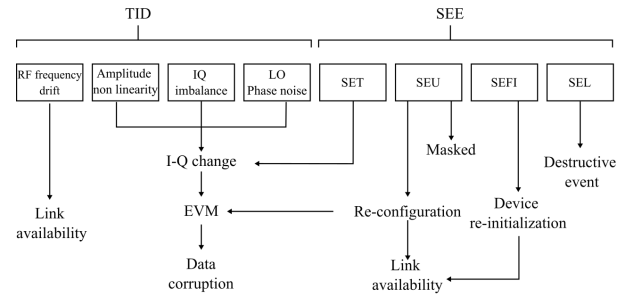 TID
SEE
RF frequency
drift
Amplitude
non linearity
IQ
imbalance
LO
Phase noise
SET
SEU
SEFI
SEL
Masked
I-Q change
Destructive
event
Link
availability
EVM
Re-configuration
Device
re-initialization
Data
corruption
Link
availability